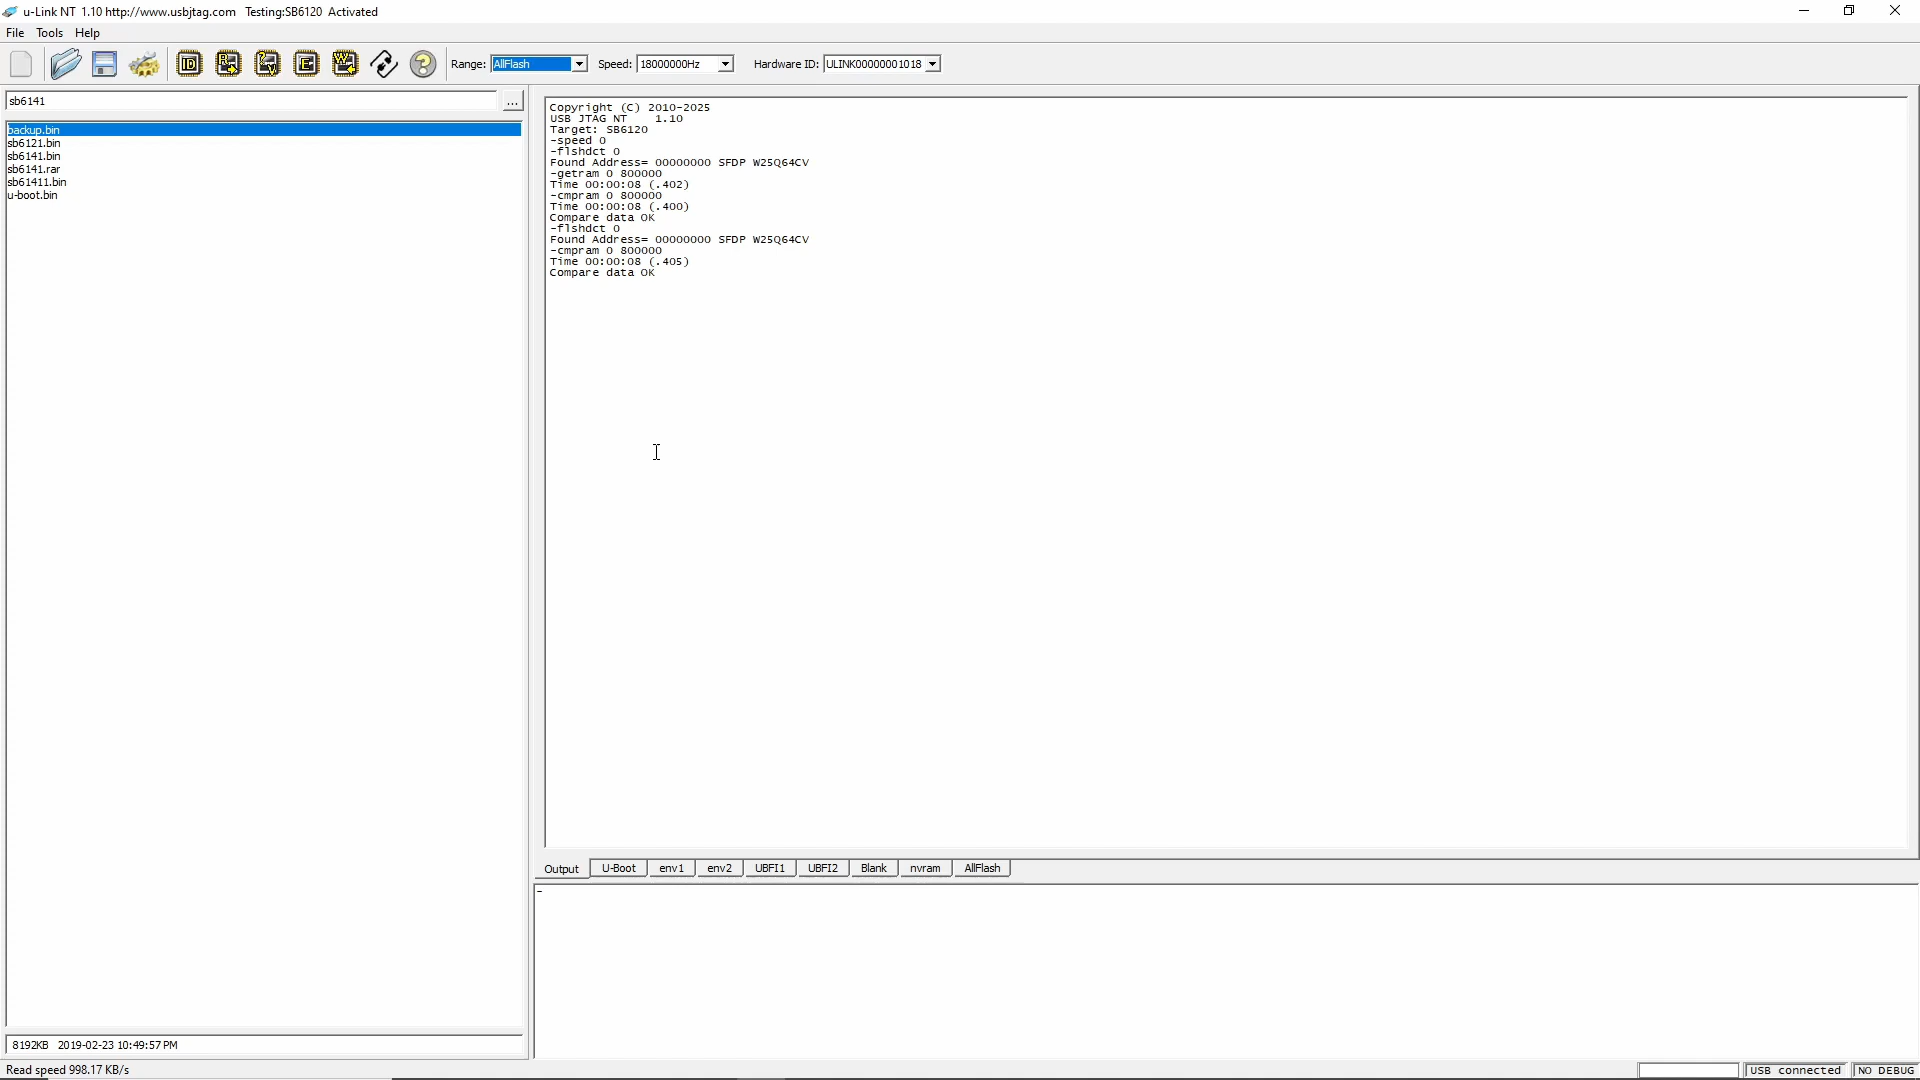 u-Link NT 1.10 http://www.usbjtag.com Testing:SB6120 Activated
File Tools Help
ID R ?V E W ? Range: AllFlash Speed: 18000000Hz Hardware ID: ULINK00000001018
sb6141
...
backup.bin
sb6121.bin
sb6141.bin
sb6141.rar
sb61411.bin
u-boot.bin
8192KB 2019-02-23 10:49:57 PM
Copyright (C) 2010-2025
USB JTAG NT 1.10
Target: SB6120
-speed 0
-flshdct 0
Found Address= 00000000 SFDP W25Q64CV
-getram 0 800000
Time 00:00:08 (.402)
-cmpram 0 800000
Time 00:00:08 (.400)
Compare data OK
-flshdct 0
Found Address= 00000000 SFDP W25Q64CV
-cmpram 0 800000
Time 00:00:08 (.405)
Compare data OK
Output U-Boot env1 env2 UBFI1 UBFI2 Blank nvram AllFlash
-
Read speed 998.17 KB/s USB connected NO DEBUG